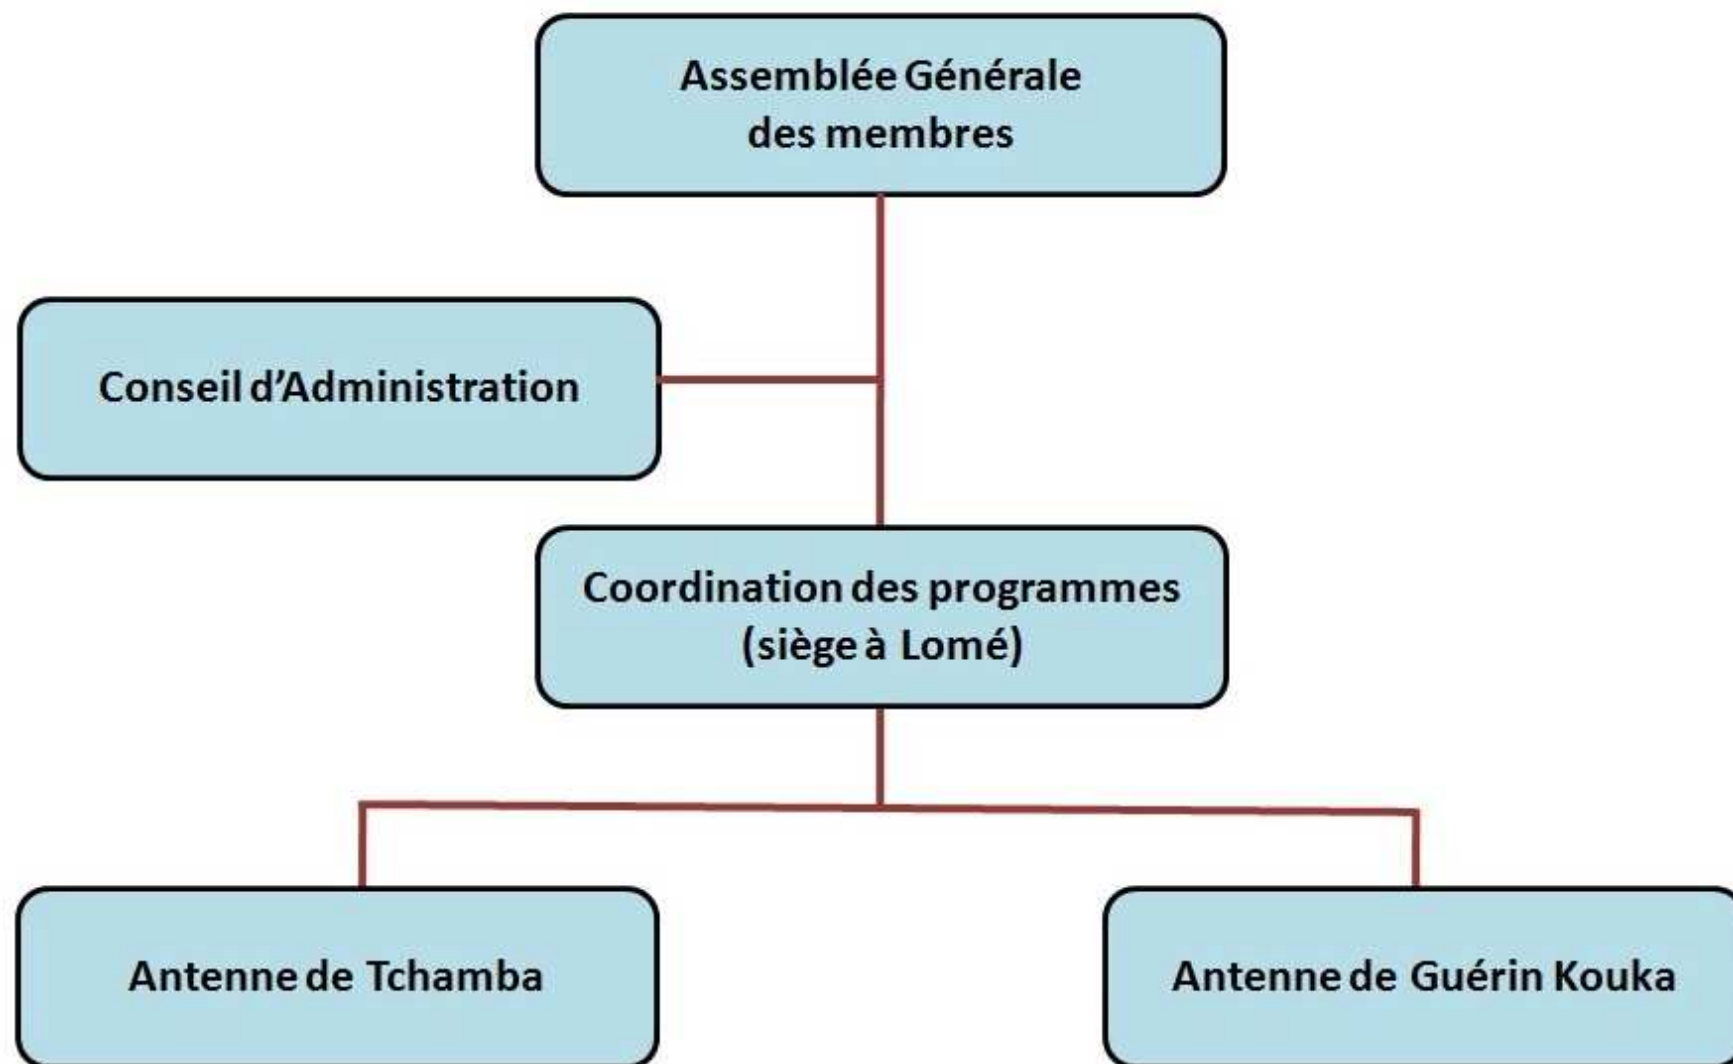 Assemblée Générale
des membres
Conseil d’Administration
Coordination des programmes
(siège à Lomé)
Antenne de Tchamba
Antenne de Guérin Kouka